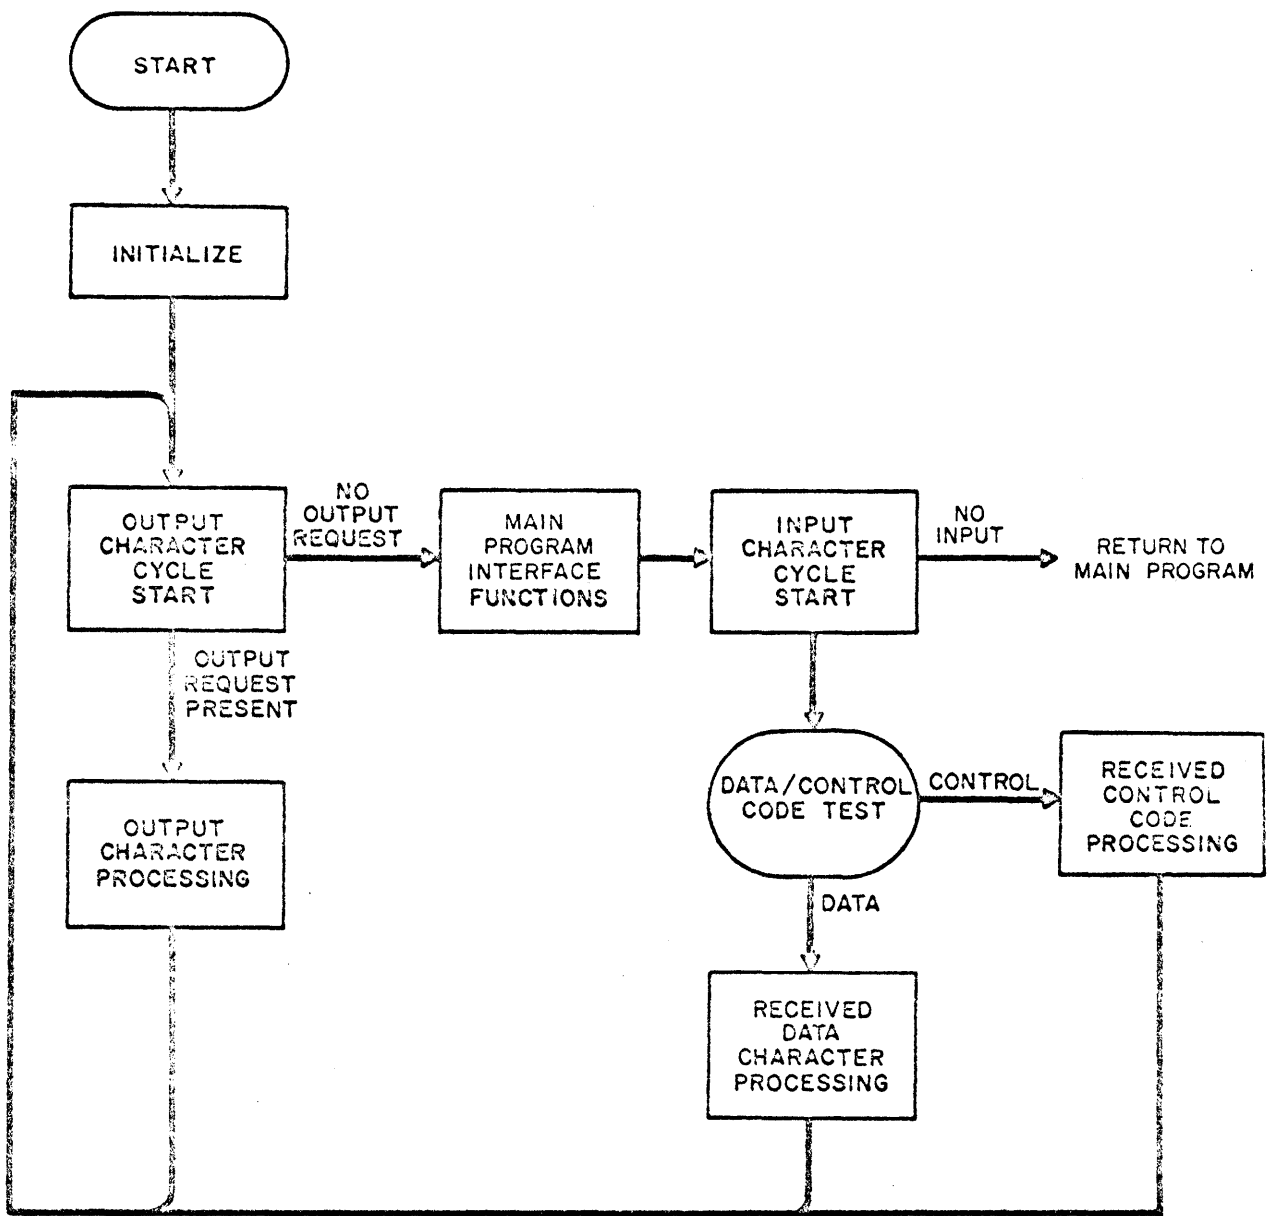 START
INITIALIZE
OUTPUT
CHARACTER
CYCLE
START
NO
OUTPUT
REQUEST
MAIN
PROGRAM
INTERFACE
FUNCTIONS
INPUT
CHARACTER
CYCLE
START
NO
INPUT
RETURN TO
MAIN PROGRAM
OUTPUT
REQUEST
PRESENT
OUTPUT
CHARACTER
PROCESSING
DATA/CONTROL
CODE TEST
CONTROL
RECEIVED
CONTROL
CODE
PROCESSING
DATA
RECEIVED
DATA
CHARACTER
PROCESSING